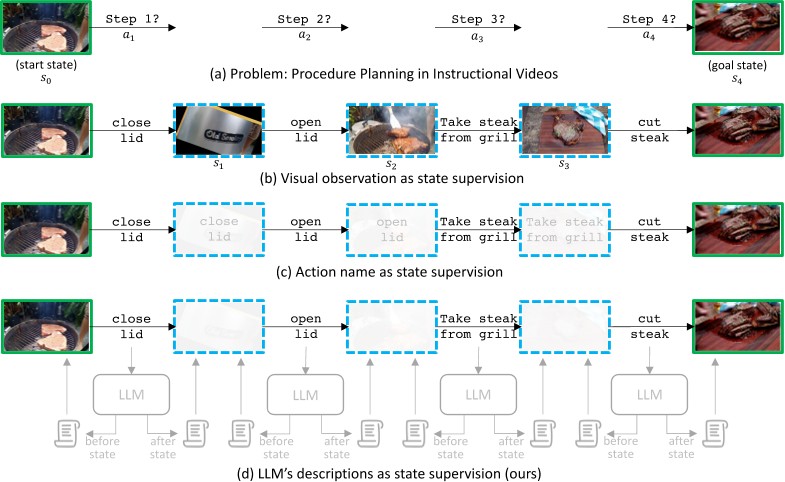 Step 1? Step 2? Step 3? Step 4?
a₁ a₂ a₃ a₄
(start state) (goal state)
s₀ s₄
(a) Problem: Procedure Planning in Instructional Videos
close open Take steak cut
lid lid from grill steak
s₁ s₂ s₃
(b) Visual observation as state supervision
close close open open Take steak Take steak cut
lid lid lid lid from grill from grill steak
(c) Action name as state supervision
close open Take steak cut
lid lid from grill steak
LLM LLM LLM LLM
before after before after before after before after
state state state state state state state state
(d) LLM’s descriptions as state supervision (ours)